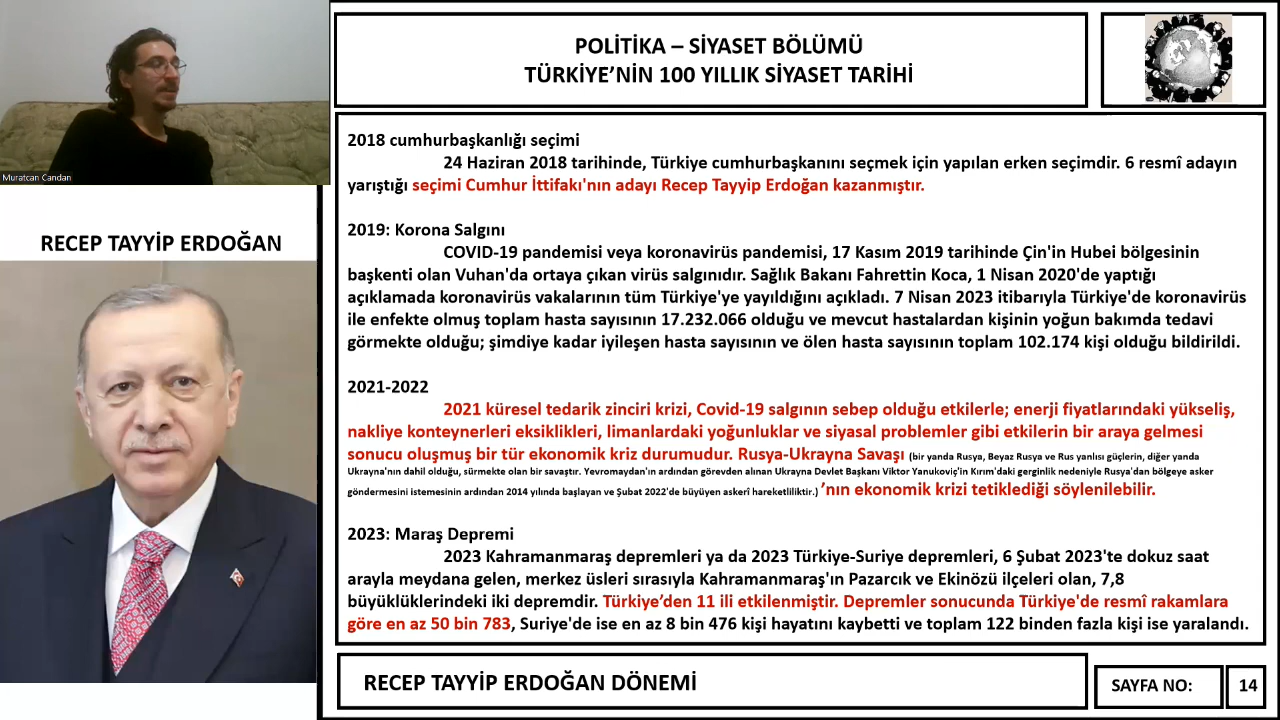 Muratcan Candan
RECEP TAYYİP ERDOĞAN
POLİTİKA – SİYASET BÖLÜMÜ
TÜRKİYE’NİN 100 YILLIK SİYASET TARİHİ
2018 cumhurbaşkanlığı seçimi
24 Haziran 2018 tarihinde, Türkiye cumhurbaşkanını seçmek için yapılan erken seçimdir. 6 resmî adayın
yarıştığı seçimi Cumhur İttifakı'nın adayı Recep Tayyip Erdoğan kazanmıştır.
2019: Korona Salgını
COVID-19 pandemisi veya koronavirüs pandemisi, 17 Kasım 2019 tarihinde Çin'in Hubei bölgesinin
başkenti olan Vuhan'da ortaya çıkan virüs salgınıdır. Sağlık Bakanı Fahrettin Koca, 1 Nisan 2020'de yaptığı
açıklamada koronavirüs vakalarının tüm Türkiye'ye yayıldığını açıkladı. 7 Nisan 2023 itibarıyla Türkiye'de koronavirüs
ile enfekte olmuş toplam hasta sayısının 17.232.066 olduğu ve mevcut hastalardan kişinin yoğun bakımda tedavi
görmekte olduğu; şimdiye kadar iyileşen hasta sayısının ve ölen hasta sayısının toplam 102.174 kişi olduğu bildirildi.
2021-2022
2021 küresel tedarik zinciri krizi, Covid-19 salgının sebep olduğu etkilerle; enerji fiyatlarındaki yükseliş,
nakliye konteynerleri eksiklikleri, limanlardaki yoğunluklar ve siyasal problemler gibi etkilerin bir araya gelmesi
sonucu oluşmuş bir tür ekonomik kriz durumudur. Rusya-Ukrayna Savaşı (bir yanda Rusya, Beyaz Rusya ve Rus yanlısı güçlerin, diğer yanda
Ukrayna'nın dahil olduğu, sürmekte olan bir savaştır. Yevromaydan'ın ardından görevden alınan Ukrayna Devlet Başkanı Viktor Yanukoviç'in Kırım'daki gerginlik nedeniyle Rusya'dan bölgeye asker
göndermesini istemesinin ardından 2014 yılında başlayan ve Şubat 2022'de büyüyen askerî hareketliliktir.) ’nın ekonomik krizi tetiklediği söylenilebilir.
2023: Maraş Depremi
2023 Kahramanmaraş depremleri ya da 2023 Türkiye-Suriye depremleri, 6 Şubat 2023'te dokuz saat
arayla meydana gelen, merkez üsleri sırasıyla Kahramanmaraş'ın Pazarcık ve Ekinözü ilçeleri olan, 7,8
büyüklüklerindeki iki depremdir. Türkiye’den 11 ili etkilenmiştir. Depremler sonucunda Türkiye'de resmî rakamlara
göre en az 50 bin 783, Suriye'de ise en az 8 bin 476 kişi hayatını kaybetti ve toplam 122 binden fazla kişi ise yaralandı.
RECEP TAYYİP ERDOĞAN DÖNEMİ
SAYFA NO: 14